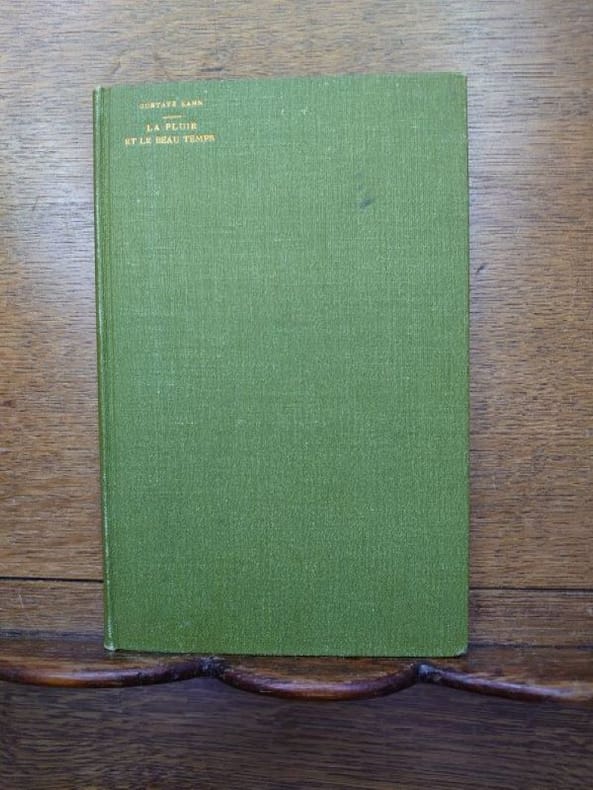 GUSTAVE KAHN
LA PLUIE
ET LE BEAU TEMPS